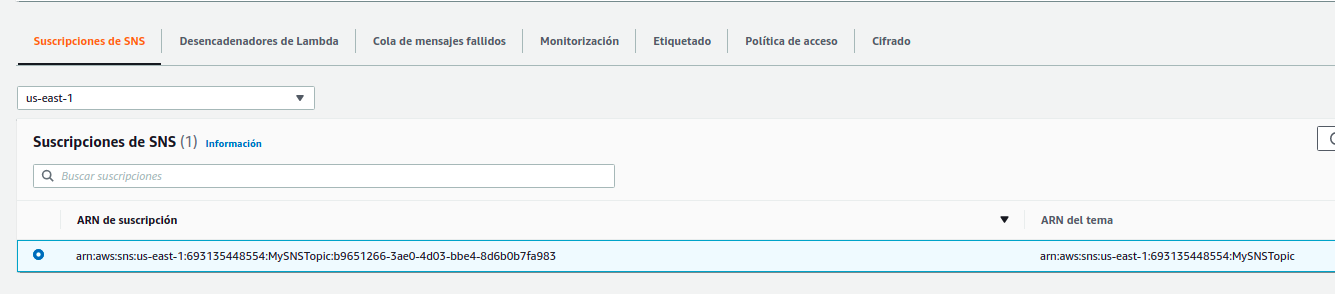 Suscripciones de SNS Desencadenadores de Lambda Cola de mensajes fallidos Monitorización Etiquetado Política de acceso Cifrado
us-east-1
Suscripciones de SNS (1) Información
Buscar suscripciones
ARN de suscripción ARN del tema
arn:aws:sns:us-east-1:693135448554:MySNSTopic:b9651266-3ae0-4d03-bbe4-8d6b0b7fa983 arn:aws:sns:us-east-1:693135448554:MySNSTopic